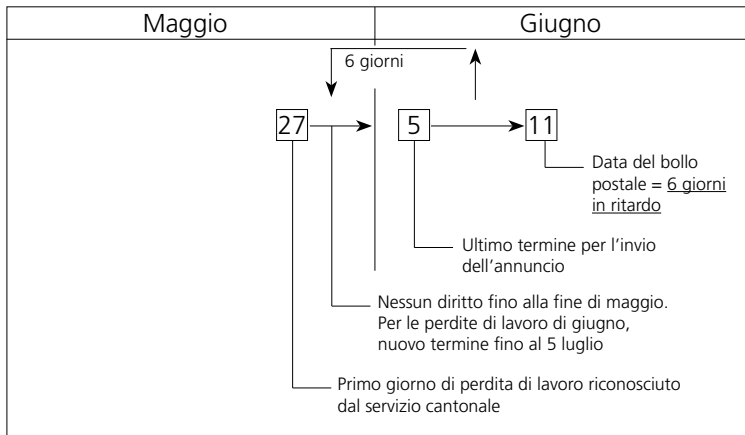 Maggio
Giugno
6 giorni
27
5
11
Data del bollo
postale = 6 giorni
in ritardo
Ultimo termine per l’invio
dell’annuncio
Nessun diritto fino alla fine di maggio.
Per le perdite di lavoro di giugno,
nuovo termine fino al 5 luglio
Primo giorno di perdita di lavoro riconosciuto
dal servizio cantonale